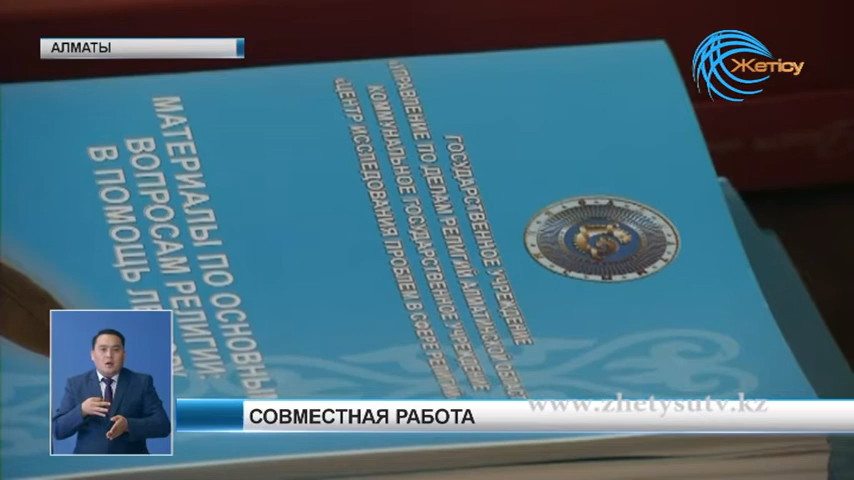 АЛМАТЫ
Жетісу
ГОСУДАРСТВЕННОЕ УЧРЕЖДЕНИЕ
«УПРАВЛЕНИЕ ПО ДЕЛАМ РЕЛИГИЙ АЛМАТИНСКОЙ
КОММУНАЛЬНОЕ ГОСУДАРСТВЕННОЕ УЧРЕЖДЕНИЕ
«ЦЕНТР ИССЛЕДОВАНИЯ ПРОБЛЕМ В СФЕРЕ РЕЛИГИИ
МАТЕРИАЛЫ ПО ОСНОВНЫМ
ВОПРОСАМ РЕЛИГИИ:
В ПОМОЩЬ
www.zhetysutv.kz
СОВМЕСТНАЯ РАБОТА